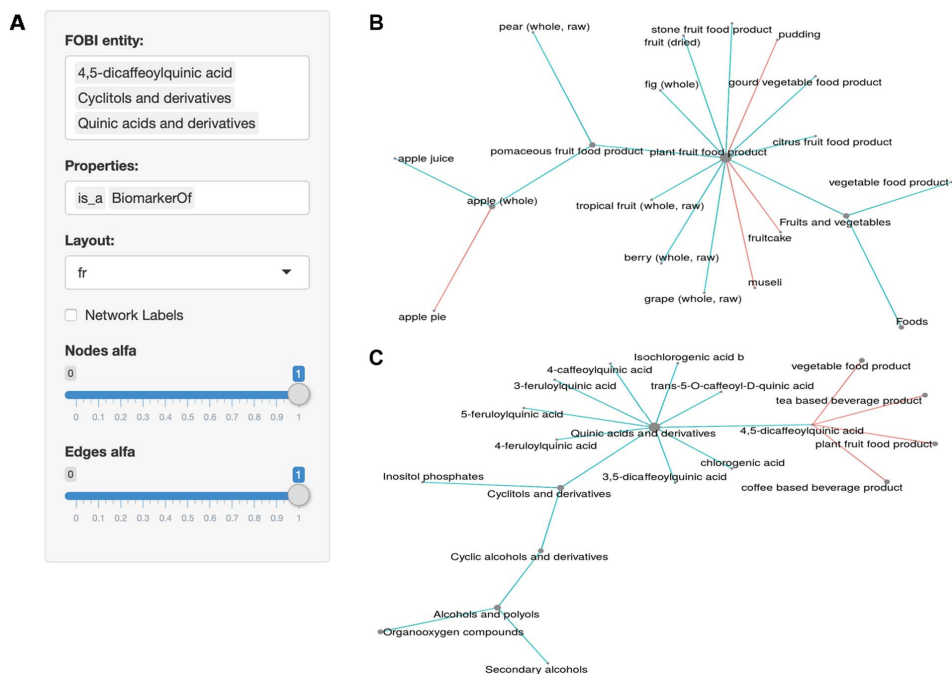 A
FOBI entity:
4,5-dicaffeoylquinic acid
Cyclitols and derivatives
Quinic acids and derivatives
Properties:
is_a BiomarkerOf
Layout:
fr
Network Labels
Nodes alfa
0 1
0 0.1 0.2 0.3 0.4 0.5 0.6 0.7 0.8 0.9 1
Edges alfa
0 1
0 0.1 0.2 0.3 0.4 0.5 0.6 0.7 0.8 0.9 1
B
pear (whole, raw)
stone fruit food product
pudding
fruit (dried)
fig (whole)
gourd vegetable food product
citrus fruit food product
pomaceous fruit food product
plant fruit food product
apple juice
vegetable food product
apple (whole)
tropical fruit (whole, raw)
Fruits and vegetables
fruitcake
berry (whole, raw)
museli
grape (whole, raw)
apple pie
Foods
C
Isochlorogenic acid b
4-caffeoylquinic acid
vegetable food product
3-feruloylquinic acid
trans-5-O-caffeoyl-D-quinic acid
tea based beverage product
5-feruloylquinic acid
Quinic acids and derivatives
4,5-dicaffeoylquinic acid
4-feruloylquinic acid
plant fruit food product
chlorogenic acid
Inositol phosphates
3,5-dicaffeoylquinic acid
coffee based beverage product
Cyclitols and derivatives
Cyclic alcohols and derivatives
Alcohols and polyols
Organooxygen compounds
Secondary alcohols